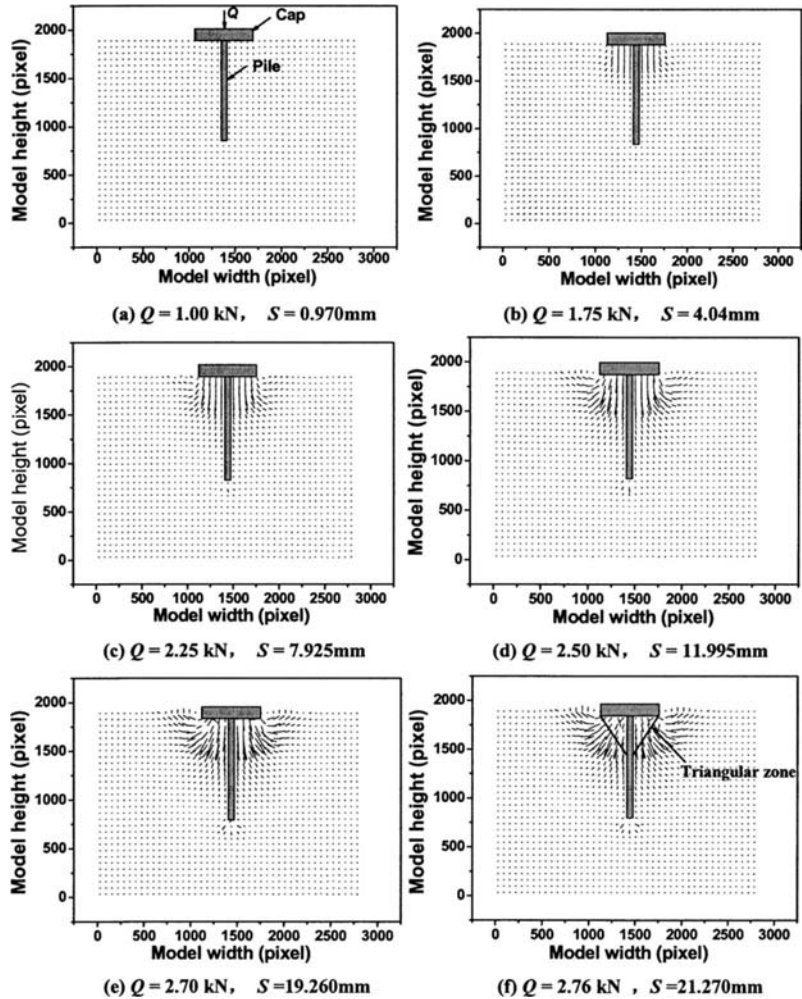 Q
Cap
Pile
Model height (pixel)
2000
1500
1000
500
0
0 500 1000 1500 2000 2500 3000
Model width (pixel)
(a) Q = 1.00 kN, S = 0.970mm
Model height (pixel)
2000
1500
1000
500
0
0 500 1000 1500 2000 2500 3000
Model width (pixel)
(b) Q = 1.75 kN, S = 4.04mm
Model height (pixel)
2000
1500
1000
500
0
0 500 1000 1500 2000 2500 3000
Model width (pixel)
(c) Q = 2.25 kN, S = 7.925mm
Model height (pixel)
2000
1500
1000
500
0
0 500 1000 1500 2000 2500 3000
Model width (pixel)
(d) Q = 2.50 kN, S = 11.995mm
Model height (pixel)
2000
1500
1000
500
0
0 500 1000 1500 2000 2500 3000
Model width (pixel)
(e) Q = 2.70 kN, S =19.260mm
Model height (pixel)
2000
1500
1000
500
0
Triangular zone
0 500 1000 1500 2000 2500 3000
Model width (pixel)
(f) Q = 2.76 kN , S =21.270mm